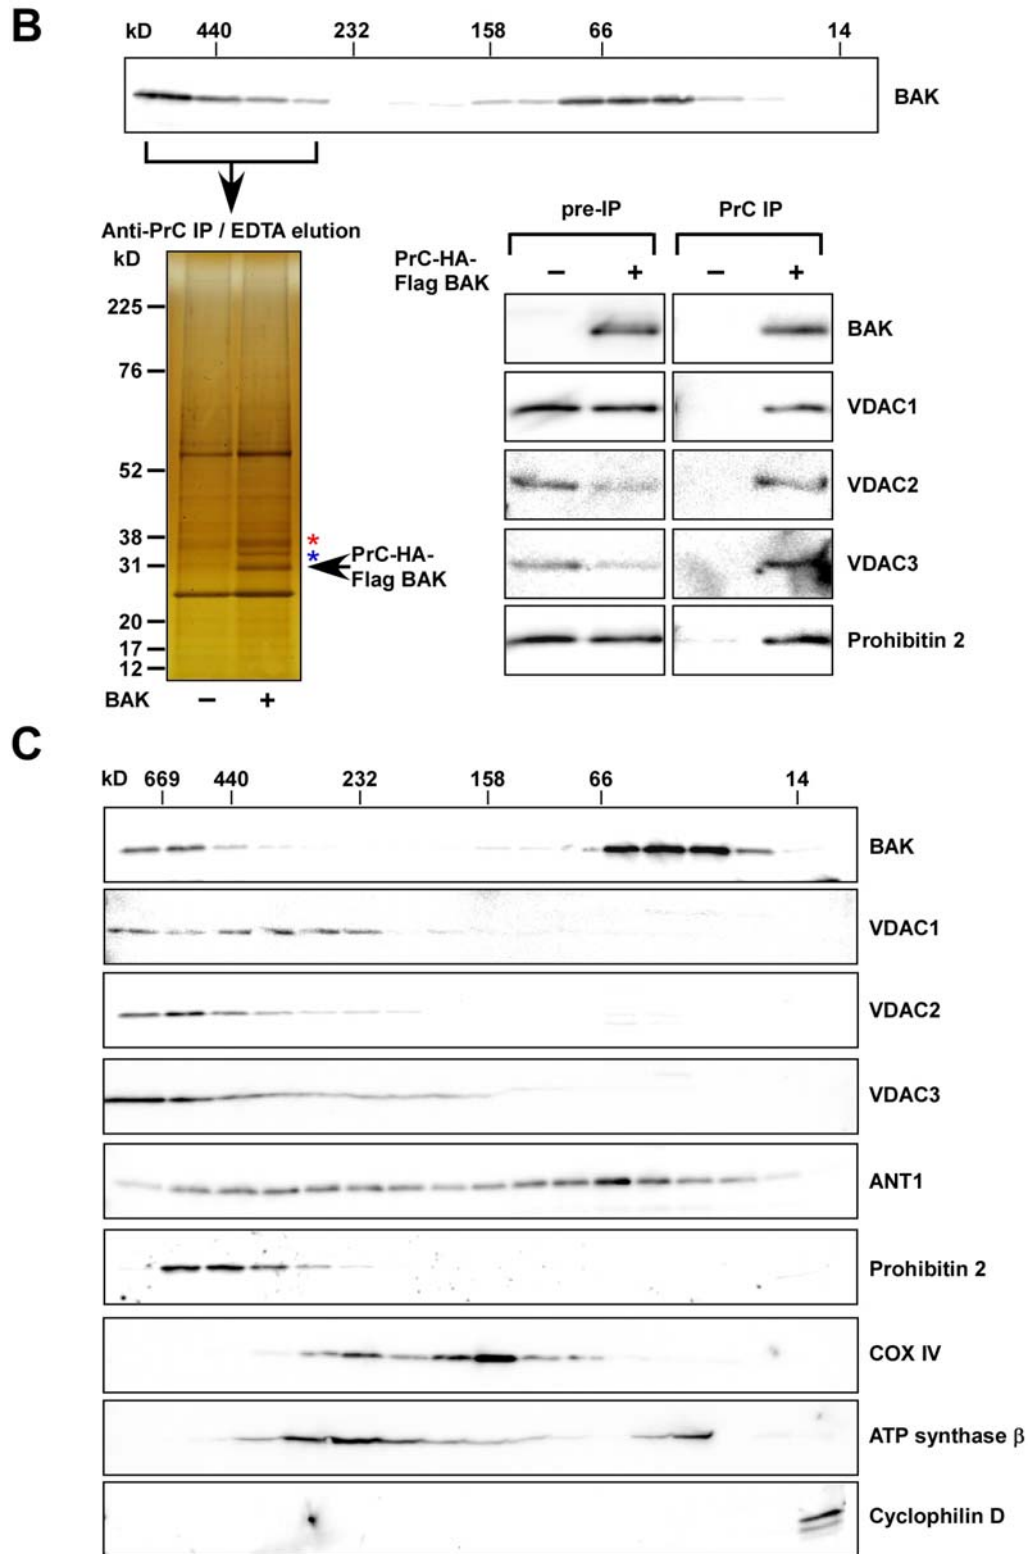 B
kD 440 232 158 66 14
BAK
Anti-PrC IP / EDTA elution
kD
225
76
52
38
31
20
17
12
*
*
PrC-HA-
Flag BAK
BAK − +
pre-IP PrC IP
PrC-HA-
Flag BAK
− + − +
BAK
VDAC1
VDAC2
VDAC3
Prohibitin 2
C
kD 669 440 232 158 66 14
BAK
VDAC1
VDAC2
VDAC3
ANT1
Prohibitin 2
COX IV
ATP synthase β
Cyclophilin D